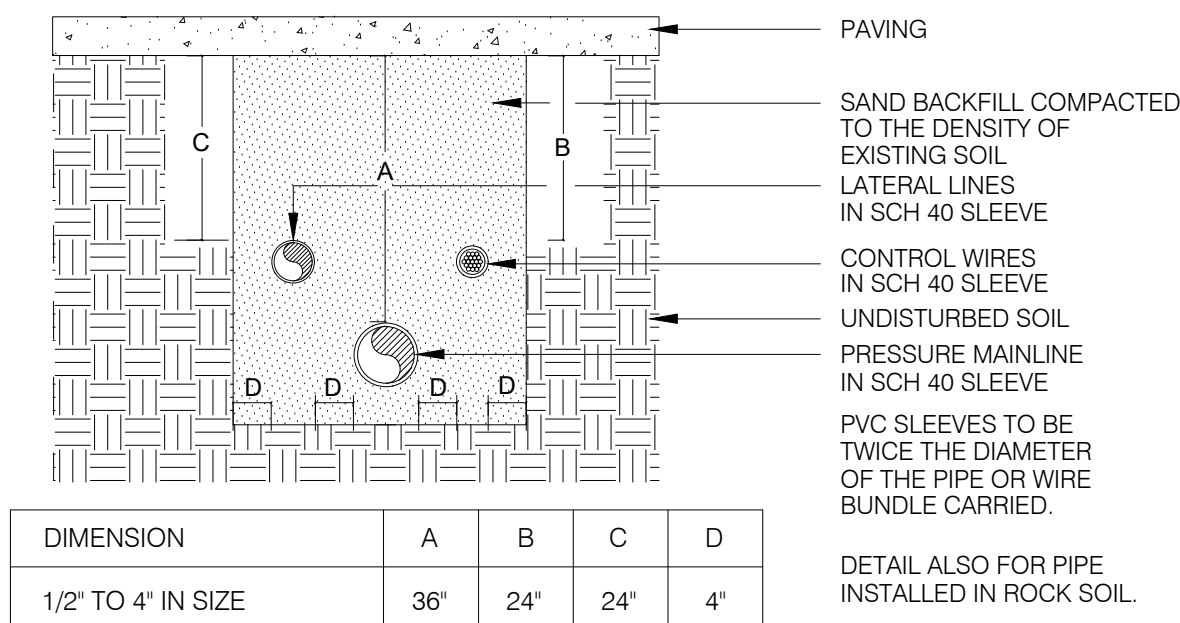 PAVING
SAND BACKFILL COMPACTED
TO THE DENSITY OF
EXISTING SOIL
LATERAL LINES
IN SCH 40 SLEEVE
CONTROL WIRES
IN SCH 40 SLEEVE
UNDISTURBED SOIL
PRESSURE MAINLINE
IN SCH 40 SLEEVE
PVC SLEEVES TO BE
TWICE THE DIAMETER
OF THE PIPE OR WIRE
BUNDLE CARRIED.
DETAIL ALSO FOR PIPE
INSTALLED IN ROCK SOIL.
C
B
A
D D D D
DIMENSION A B C D
1/2" TO 4" IN SIZE 36" 24" 24" 4"